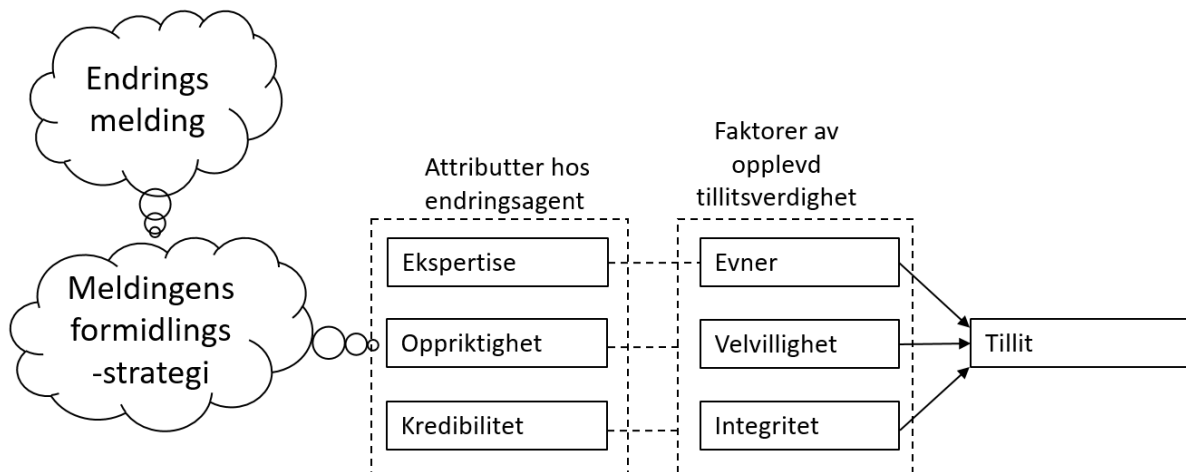 Endrings
melding
Meldingens
formidlings
-strategi
Attributter hos
endringsagent
Ekspertise
Oppriktighet
Kredibilitet
Faktorer av
opplevd
tillitsverdighet
Evner
Velvillighet
Integritet
Tillit